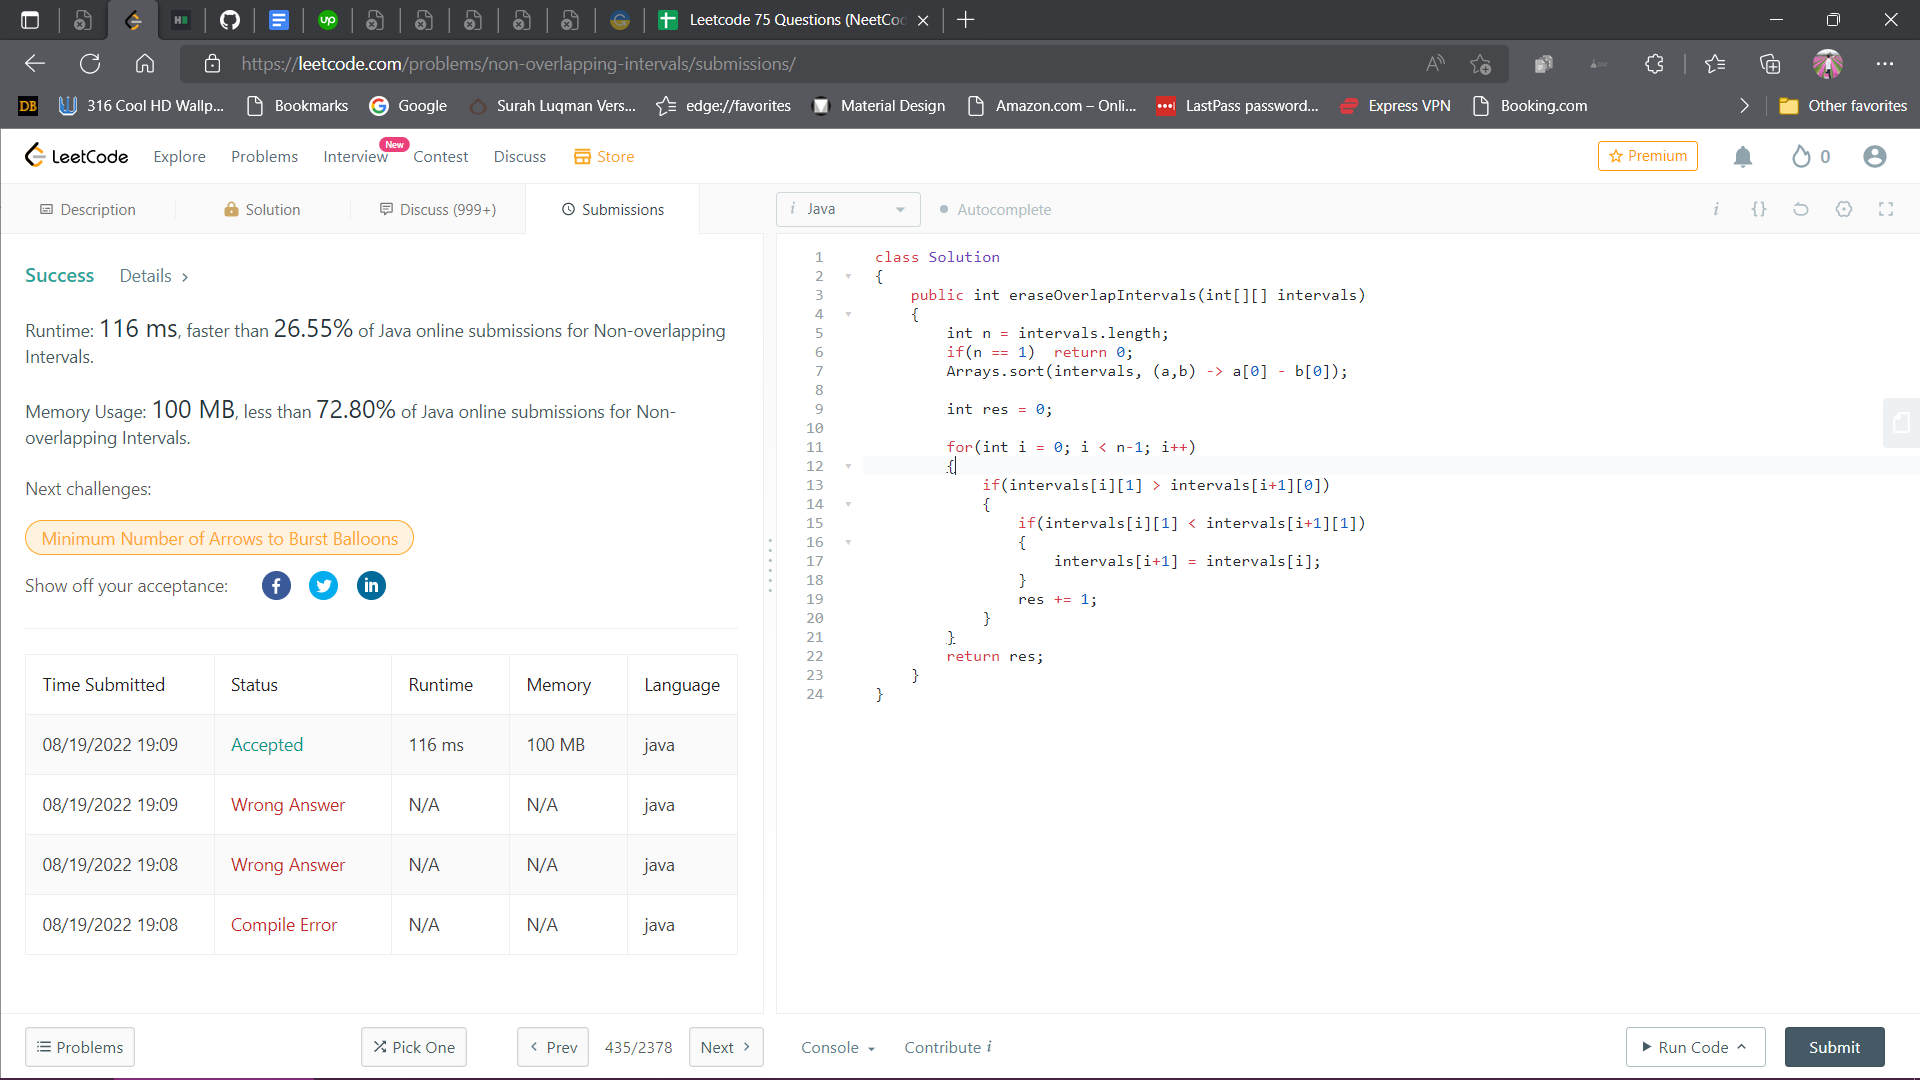 Leetcode 75 Questions (NeetCod
https://leetcode.com/problems/non-overlapping-intervals/submissions/
DB
316 Cool HD Wallp...
Bookmarks
Google
Surah Luqman Vers...
edge://favorites
Material Design
Amazon.com – Onli...
LastPass password...
Express VPN
Booking.com
Other favorites
LeetCode
Explore
Problems
Interview
New
Contest
Discuss
Store
Premium
0
Description
Solution
Discuss (999+)
Submissions
i Java
Autocomplete
i {}
Success Details >
Runtime: 116 ms, faster than 26.55% of Java online submissions for Non-overlapping
Intervals.
Memory Usage: 100 MB, less than 72.80% of Java online submissions for Non-
overlapping Intervals.
Next challenges:
Minimum Number of Arrows to Burst Balloons
Show off your acceptance:
Time Submitted Status Runtime Memory Language
08/19/2022 19:09 Accepted 116 ms 100 MB java
08/19/2022 19:09 Wrong Answer N/A N/A java
08/19/2022 19:08 Wrong Answer N/A N/A java
08/19/2022 19:08 Compile Error N/A N/A java
1 class Solution
2 {
3 public int eraseOverlapIntervals(int[][] intervals)
4 {
5 int n = intervals.length;
6 if(n == 1)  return 0;
7 Arrays.sort(intervals, (a,b) -> a[0] - b[0]);
8
9 int res = 0;
10
11 for(int i = 0; i < n-1; i++)
12 {
13 if(intervals[i][1] > intervals[i+1][0])
14 {
15 if(intervals[i][1] < intervals[i+1][1])
16 {
17 intervals[i+1] = intervals[i];
18 }
19 res += 1;
20 }
21 }
22 return res;
23 }
24 }
Problems
Pick One
< Prev
435/2378
Next >
Console
Contribute i
Run Code
Submit